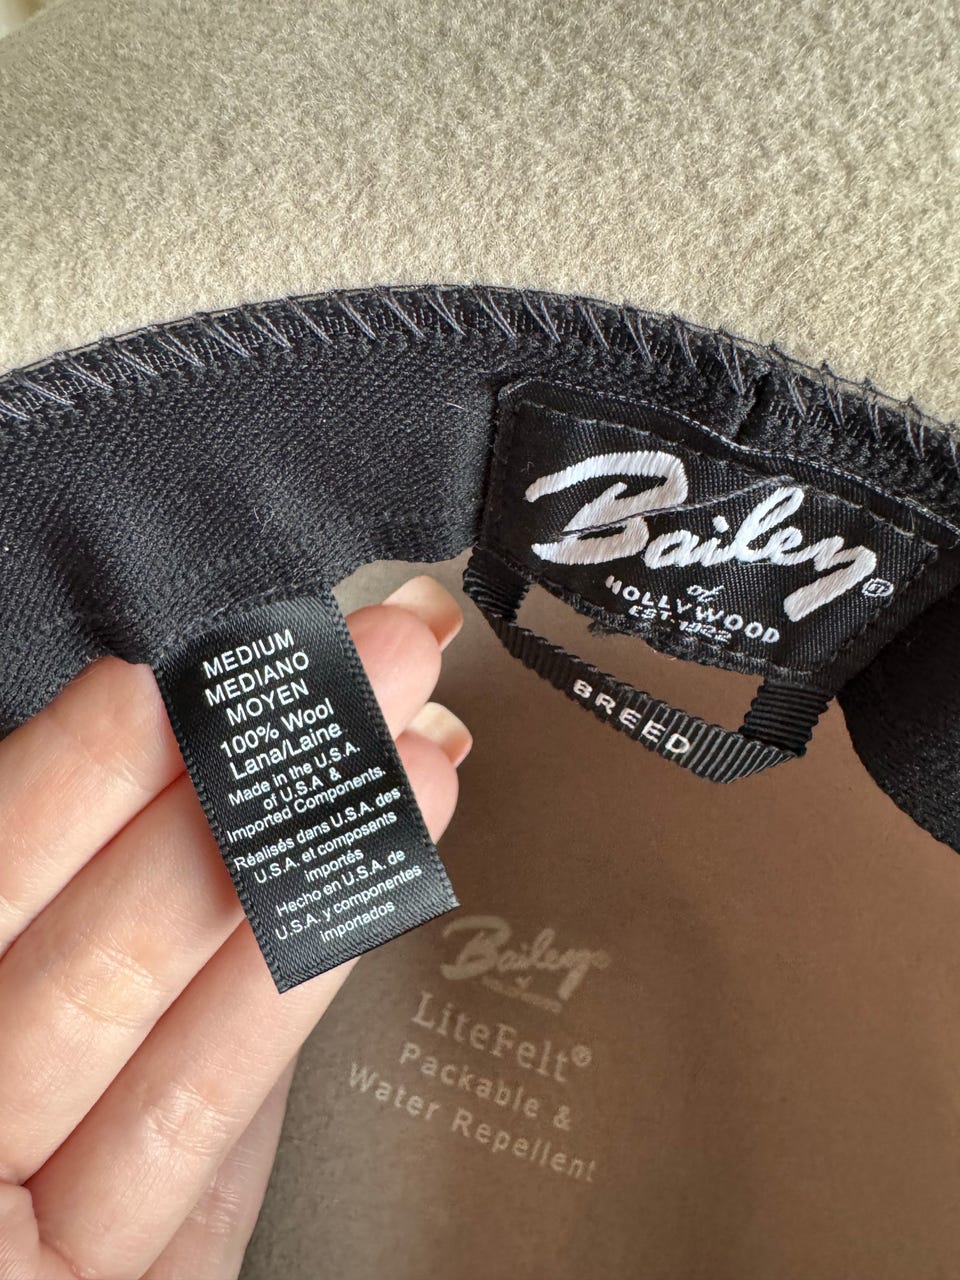 Bailey®
of
HOLLYWOOD
EST. 1922
BREED
MEDIUM
MEDIANO
MOYEN
100% Wool
Lana/Laine
Made in the U.S.A.
of U.S.A. &
Imported Components.
Réalisés dans U.S.A. des
U.S.A. et composants
importés
Hecho en U.S.A. de
U.S.A. y componentes
importados
Bailey
LiteFelt®
Packable &
Water Repellent